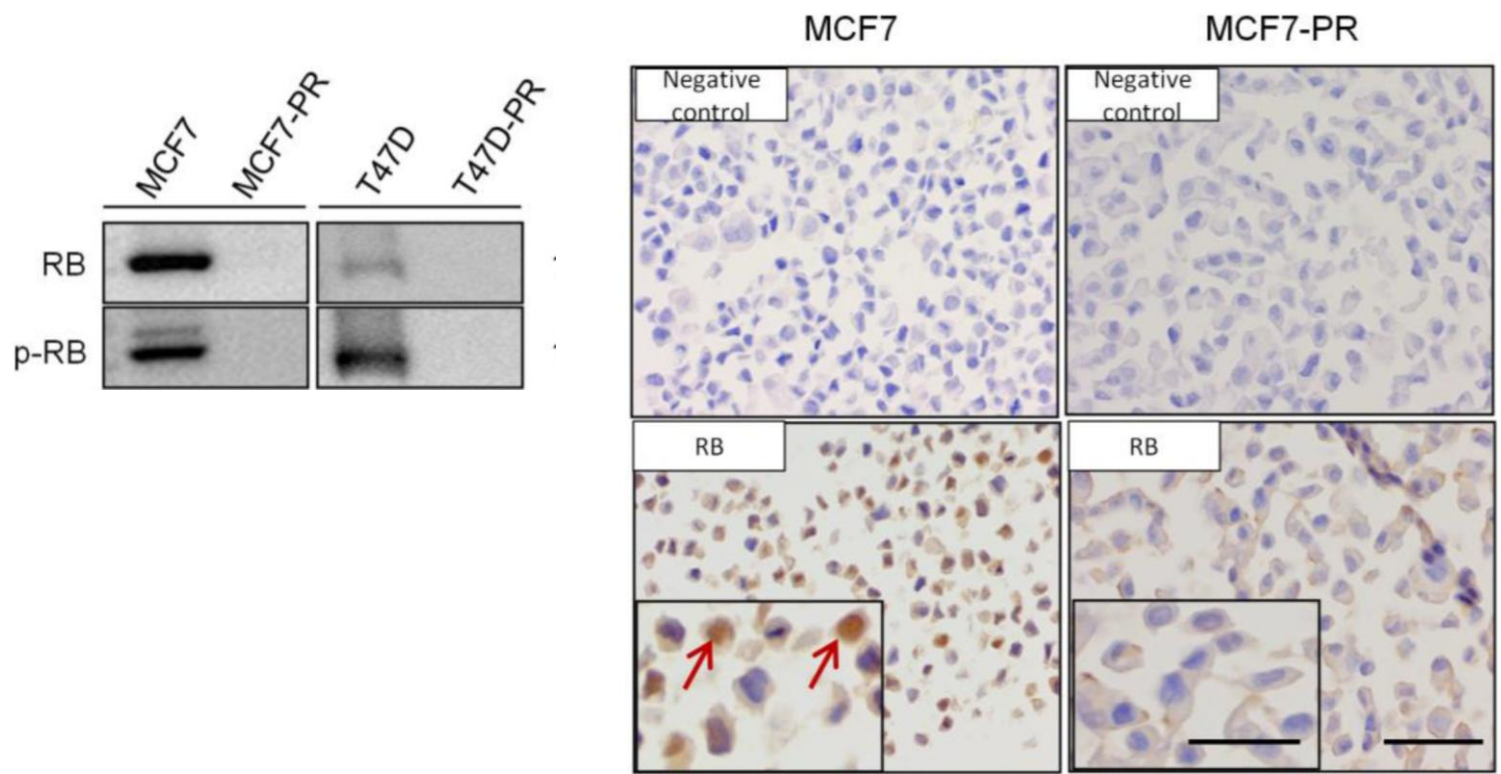 MCF7
MCF7-PR
T47D
T47D-PR
RB
p-RB
MCF7
MCF7-PR
Negative
control
Negative
control
RB
RB